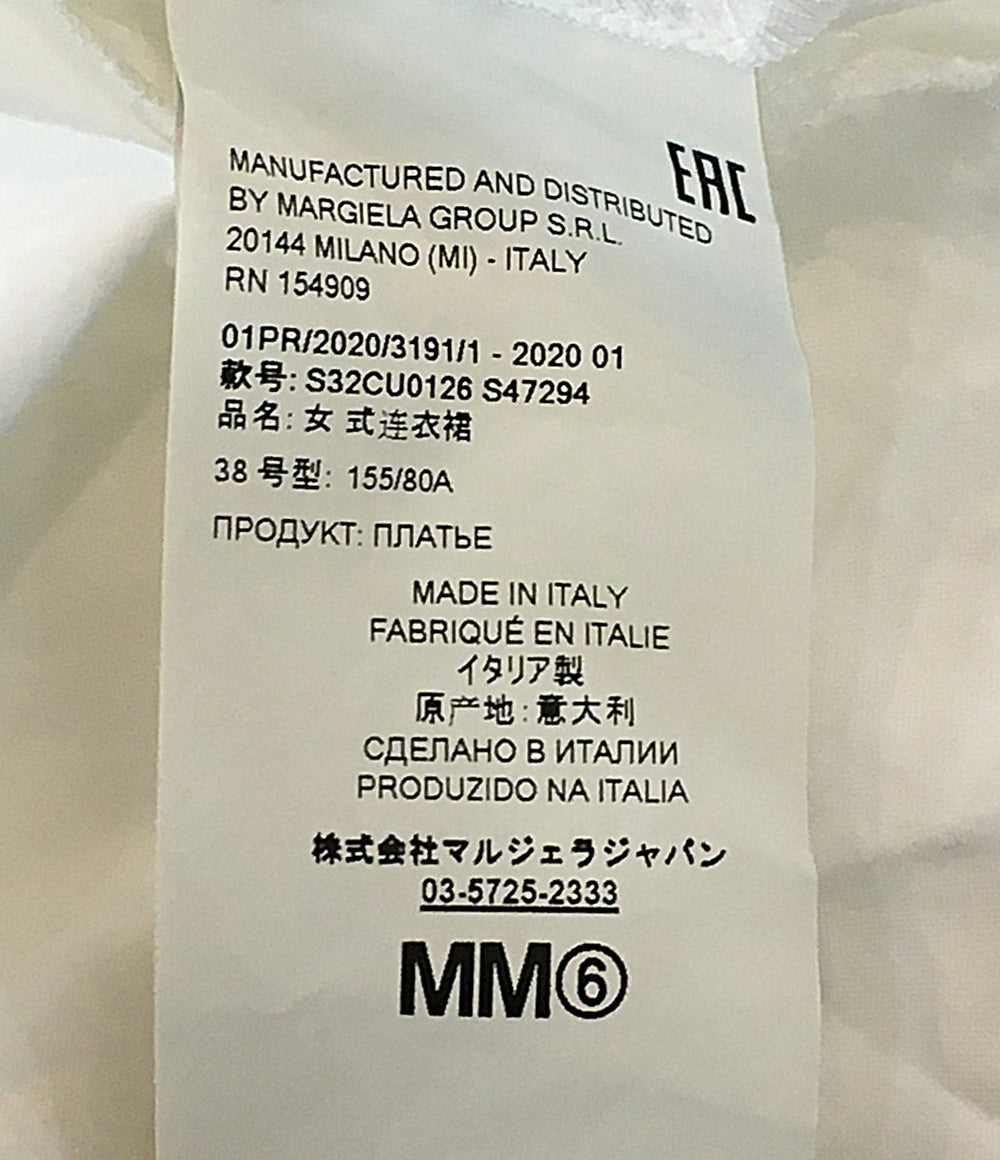 EAC
MANUFACTURED AND DISTRIBUTED
BY MARGIELA GROUP S.R.L.
20144 MILANO (MI) - ITALY
RN 154909
01PR/2020/3191/1 - 2020 01
款号: S32CU0126 S47294
品名: 女 式连衣裙
38 号型: 155/80A
ПРОДУКТ: ПЛАТЬЕ
MADE IN ITALY
FABRIQUÉ EN ITALIE
イタリア製
原产地: 意大利
СДЕЛАНО В ИТАЛИИ
PRODUZIDO NA ITALIA
株式会社マルジェラジャパン
03-5725-2333
MM⑥